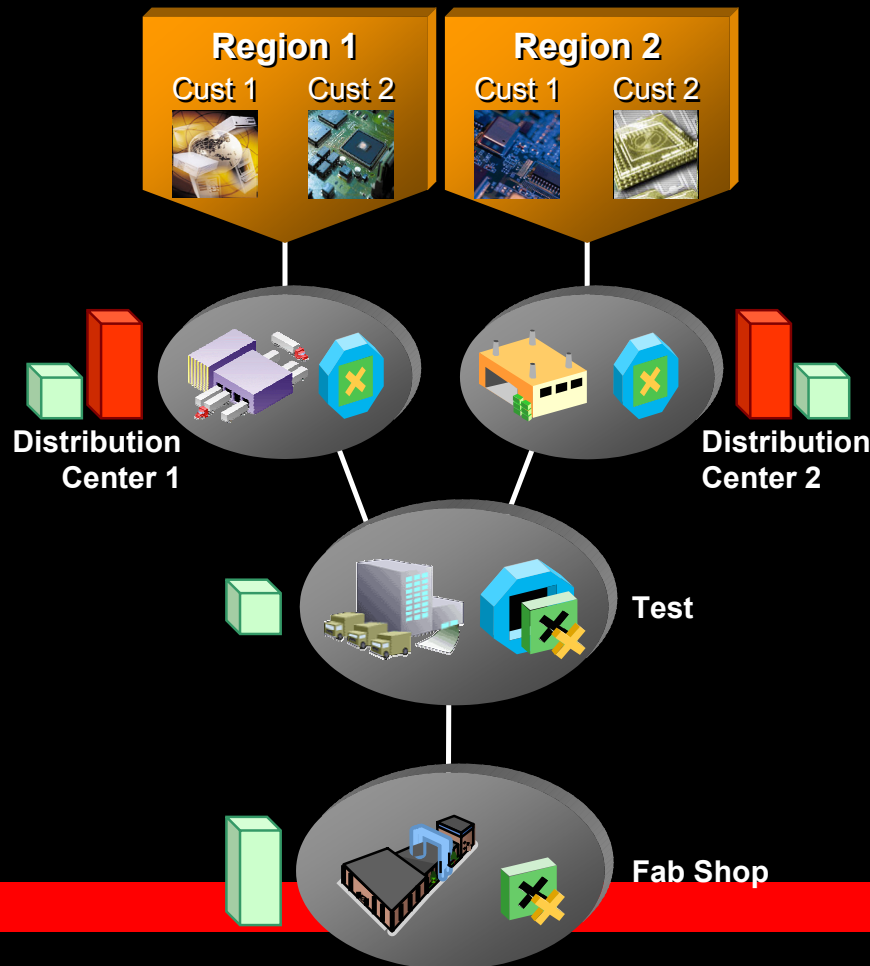 Region 1
Cust 1 Cust 2
Region 2
Cust 1 Cust 2
Distribution
Center 1
Distribution
Center 2
Test
Fab Shop